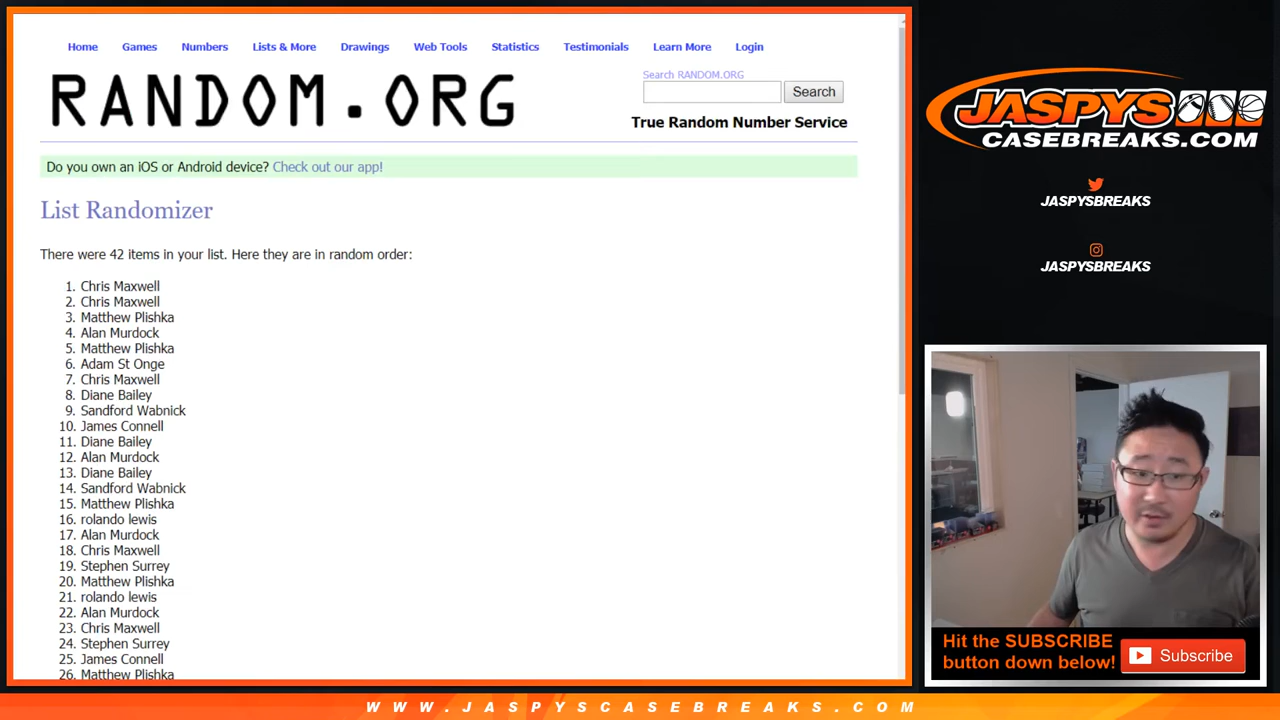 Home Games Numbers Lists & More Drawings Web Tools Statistics Testimonials Learn More Login
RANDOM.ORG
Search RANDOM.ORG
Search
True Random Number Service
Do you own an iOS or Android device? Check out our app!
List Randomizer
There were 42 items in your list. Here they are in random order:
1. Chris Maxwell
2. Chris Maxwell
3. Matthew Plishka
4. Alan Murdock
5. Matthew Plishka
6. Adam St Onge
7. Chris Maxwell
8. Diane Bailey
9. Sandford Wabnick
10. James Connell
11. Diane Bailey
12. Alan Murdock
13. Diane Bailey
14. Sandford Wabnick
15. Matthew Plishka
16. rolando lewis
17. Alan Murdock
18. Chris Maxwell
19. Stephen Surrey
20. Matthew Plishka
21. rolando lewis
22. Alan Murdock
23. Chris Maxwell
24. Stephen Surrey
25. James Connell
26. Matthew Plishka
JASPYS
CASEBREAKS.COM
JASPYSBREAKS
JASPYSBREAKS
Hit the SUBSCRIBE
button down below!
Subscribe
WWW.JASPYSCASEBREAKS.COM